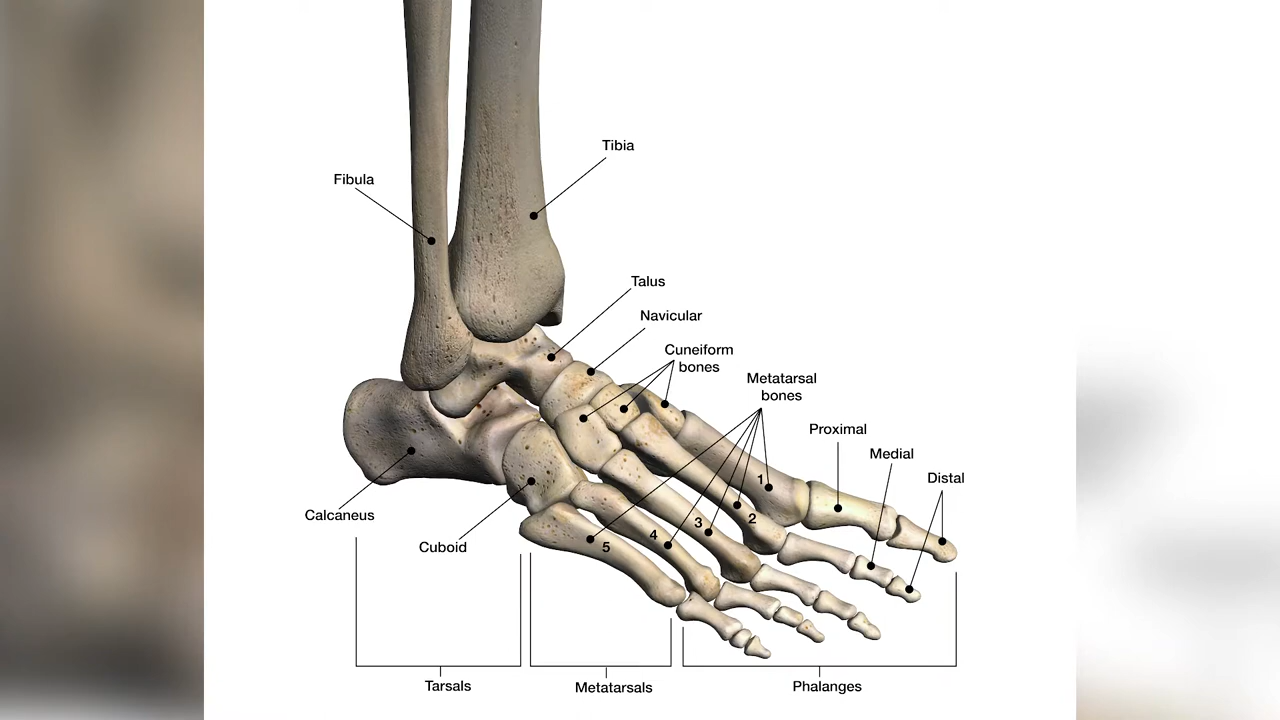 Tibia
Fibula
Talus
Navicular
Cuneiform
bones
Metatarsal
bones
Proximal
Medial
Distal
1
2
3
4
5
Calcaneus
Cuboid
Tarsals
Metatarsals
Phalanges